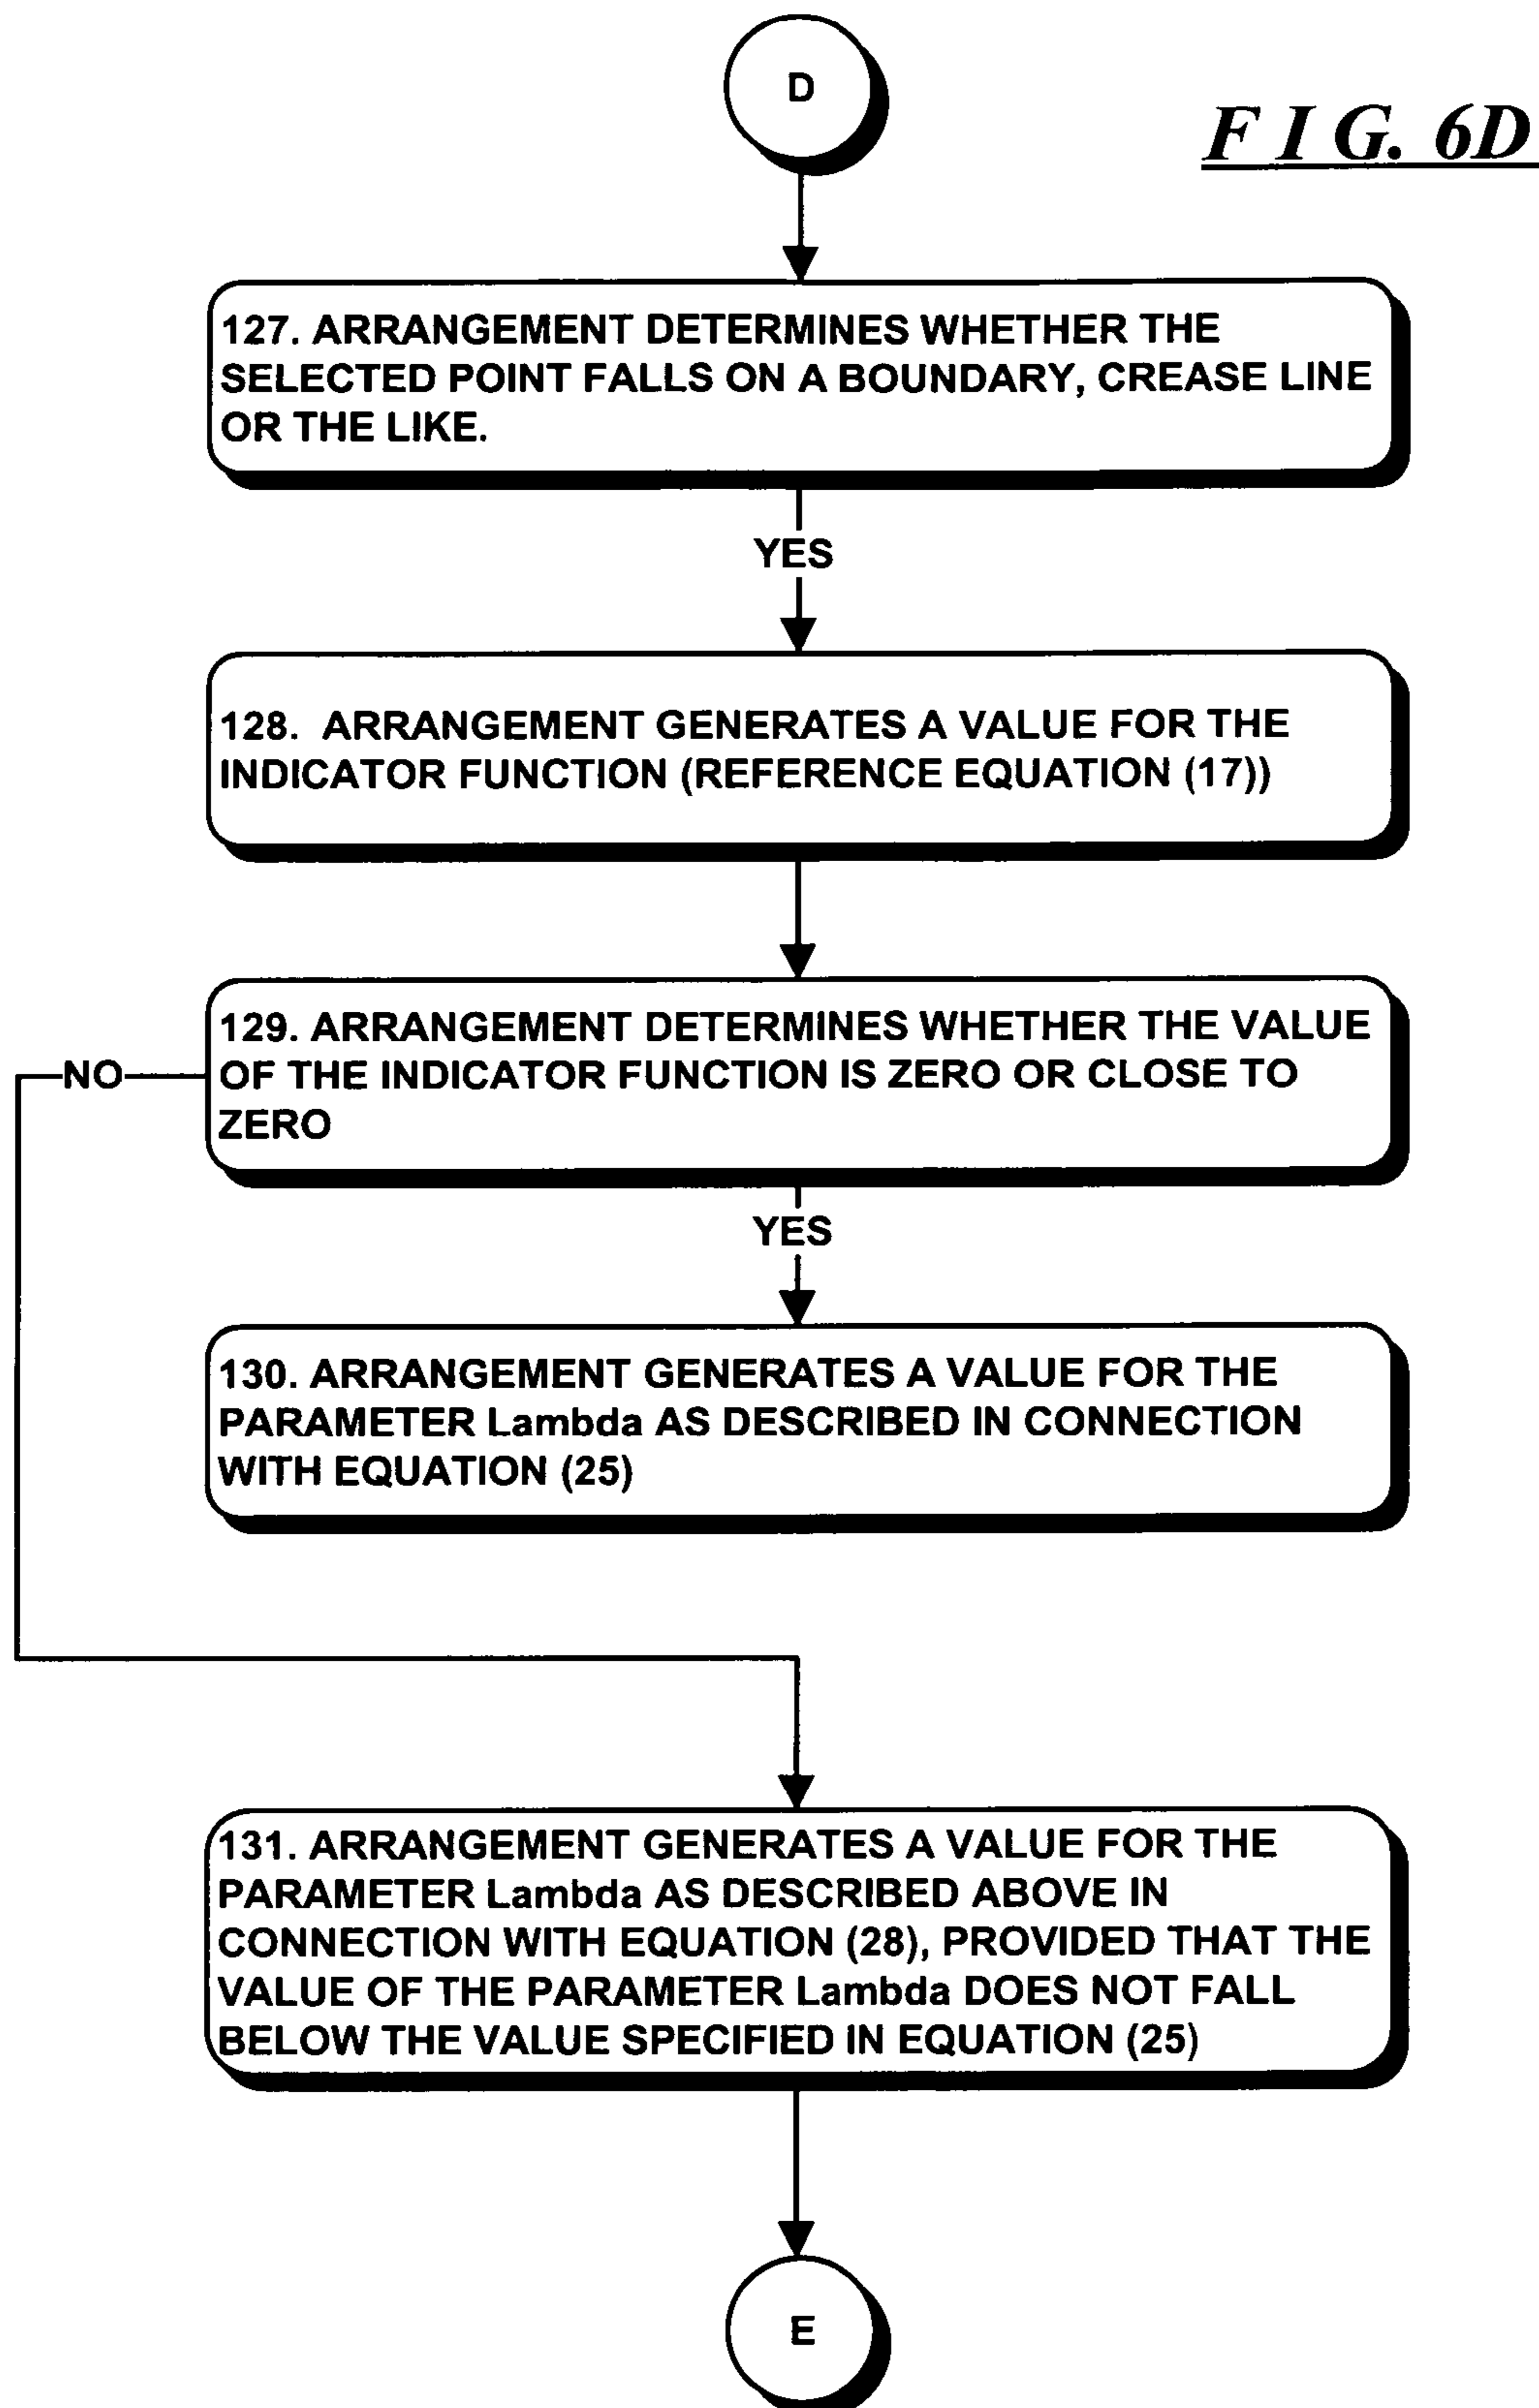 D
F I G. 6D
127. ARRANGEMENT DETERMINES WHETHER THE
SELECTED POINT FALLS ON A BOUNDARY, CREASE LINE
OR THE LIKE.
YES
128. ARRANGEMENT GENERATES A VALUE FOR THE
INDICATOR FUNCTION (REFERENCE EQUATION (17))
129. ARRANGEMENT DETERMINES WHETHER THE VALUE
OF THE INDICATOR FUNCTION IS ZERO OR CLOSE TO
ZERO
NO
YES
130. ARRANGEMENT GENERATES A VALUE FOR THE
PARAMETER Lambda AS DESCRIBED IN CONNECTION
WITH EQUATION (25)
131. ARRANGEMENT GENERATES A VALUE FOR THE
PARAMETER Lambda AS DESCRIBED ABOVE IN
CONNECTION WITH EQUATION (28), PROVIDED THAT THE
VALUE OF THE PARAMETER Lambda DOES NOT FALL
BELOW THE VALUE SPECIFIED IN EQUATION (25)
E